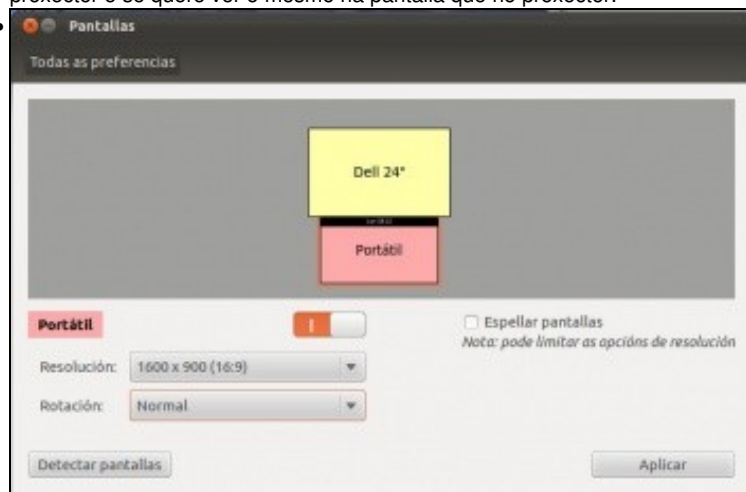 proxector e se quere ver o mesmo na pantalla que no proxector.
Pantallas
Todas as preferencias
Dell 24"
Portátil
Portátil
Espellar pantallas
Nota: pode limitar as opcións de resolución
Resolución: 1600 x 900 (16:9)
Rotación: Normal
Detectar pantallas
Aplicar